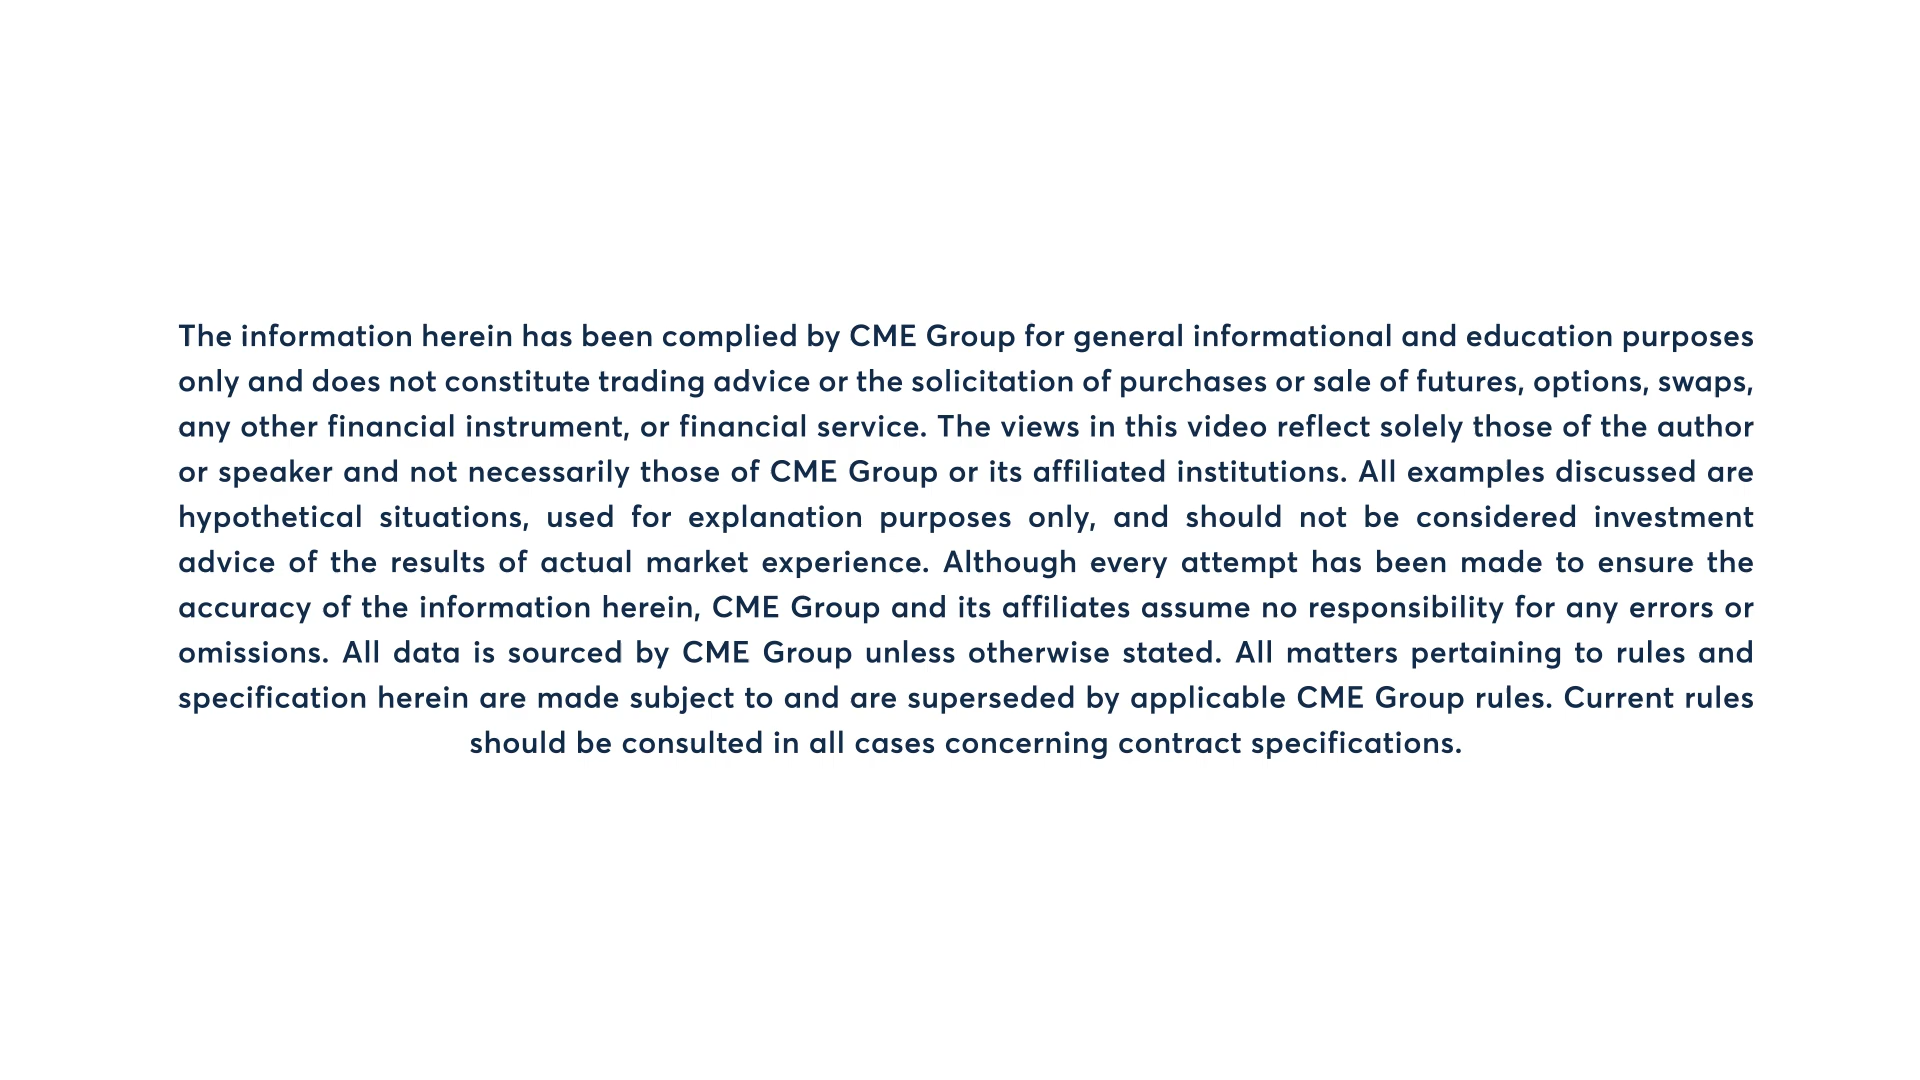 The information herein has been complied by CME Group for general informational and education purposes
only and does not constitute trading advice or the solicitation of purchases or sale of futures, options, swaps,
any other financial instrument, or financial service. The views in this video reflect solely those of the author
or speaker and not necessarily those of CME Group or its affiliated institutions. All examples discussed are
hypothetical situations, used for explanation purposes only, and should not be considered investment
advice of the results of actual market experience. Although every attempt has been made to ensure the
accuracy of the information herein, CME Group and its affiliates assume no responsibility for any errors or
omissions. All data is sourced by CME Group unless otherwise stated. All matters pertaining to rules and
specification herein are made subject to and are superseded by applicable CME Group rules. Current rules
should be consulted in all cases concerning contract specifications.